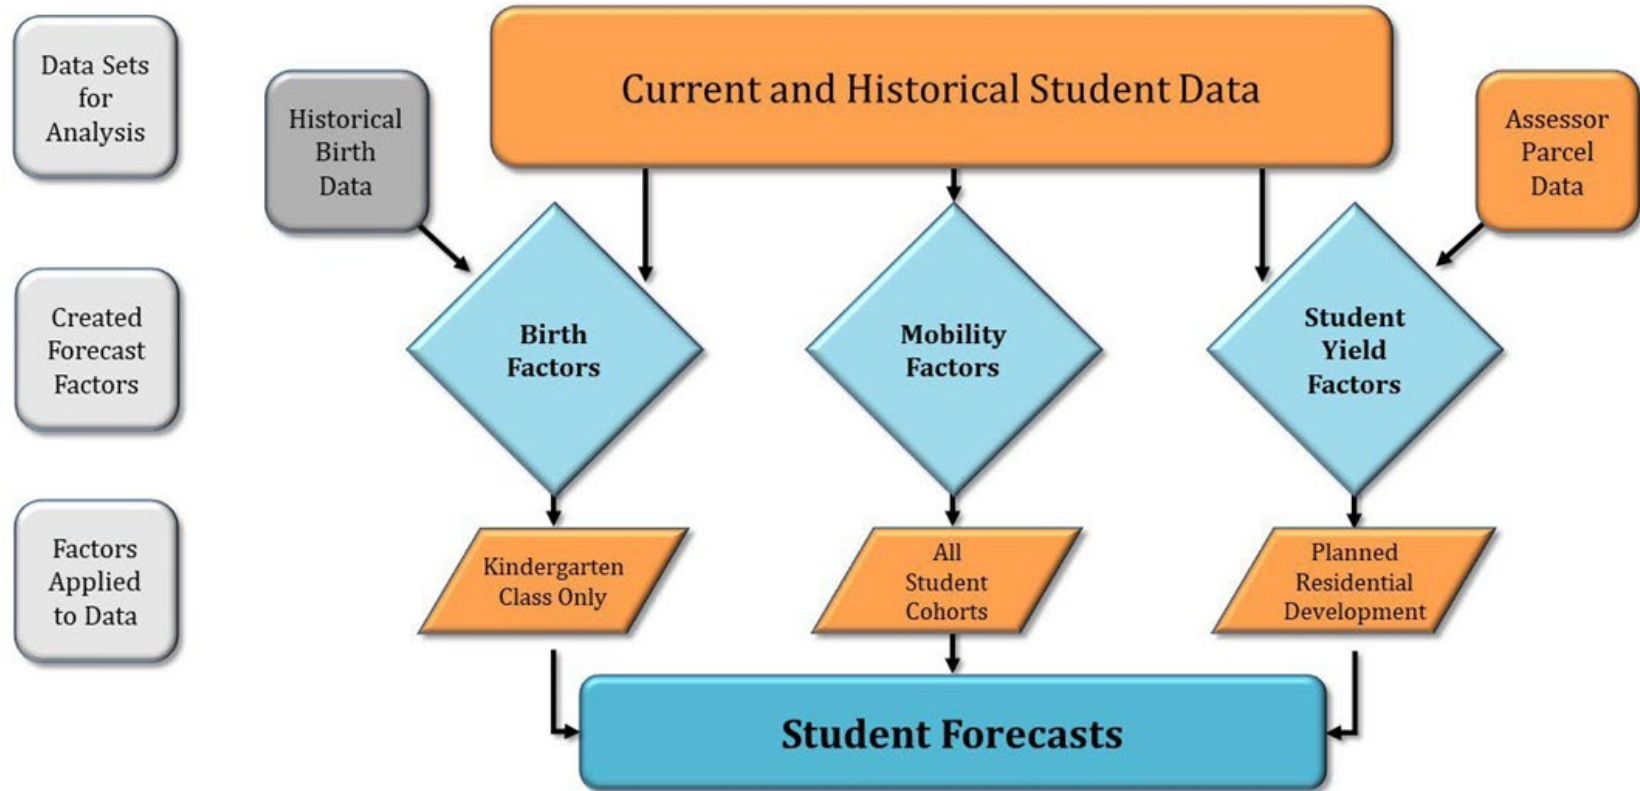 Data Sets
for
Analysis
Historical
Birth
Data
Current and Historical Student Data
Assessor
Parcel
Data
Created
Forecast
Factors
Birth
Factors
Mobility
Factors
Student
Yield
Factors
Factors
Applied
to Data
Kindergarten
Class Only
All
Student
Cohorts
Planned
Residential
Development
Student Forecasts